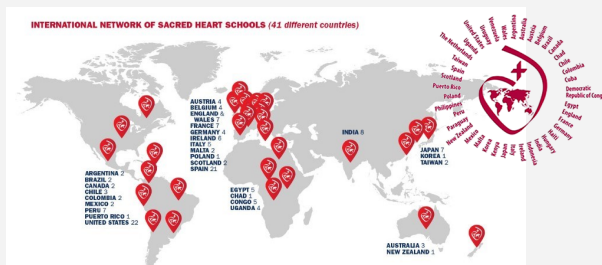 INTERNATIONAL NETWORK OF SACRED HEART SCHOOLS (41 different countries)
AUSTRIA 4
BELGIUM 4
ENGLAND &
WALES 7
FRANCE 7
GERMANY 4
IRELAND 6
ITALY 5
MALTA 2
POLAND 1
SCOTLAND 2
SPAIN 21
INDIA 8
JAPAN 7
KOREA 1
TAIWAN 2
ARGENTINA 2
BRAZIL 2
CANADA 2
CHILE 3
COLOMBIA 2
MEXICO 2
PERU 7
PUERTO RICO 1
UNITED STATES 22
EGYPT 5
CHAD 1
CONGO 5
UGANDA 4
AUSTRALIA 3
NEW ZEALAND 1
Argentina
Australia
Austria
Belgium
Brazil
Canada
Chad
Chile
Colombia
Cuba
Democratic
Republic of Cong
Egypt
England
France
Germany
Haiti
Hungary
India
Indonesia
Ireland
Italy
Japan
Kenya
Korea
Malta
Mexico
New Zealand
Paraguay
Peru
Philippines
Poland
Puerto Rico
Scotland
Spain
Taiwan
The Netherlands
Uganda
United States
Uruguay
Venezuela
Wales